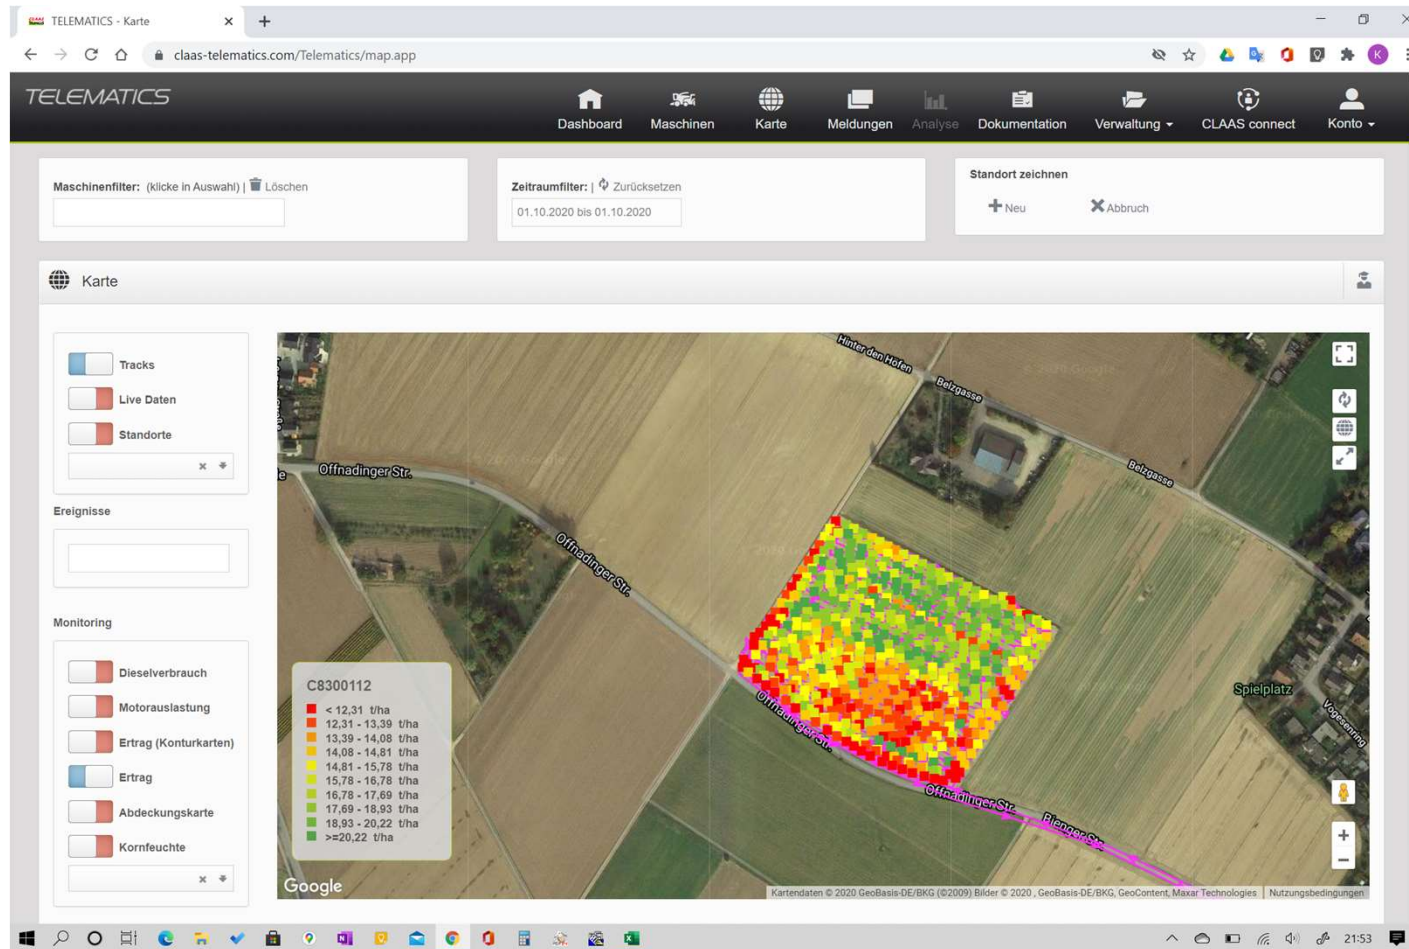 TELEMATICS - Karte
claas-telematics.com/Telematics/map.app
K
TELEMATICS
Dashboard
Maschinen
Karte
Meldungen
Analyse
Dokumentation
Verwaltung
CLAAS connect
Konto
Maschinenfilter: (klicke in Auswahl) | Löschen
Zeitraumfilter: | Zurücksetzen
01.10.2020 bis 01.10.2020
Standort zeichnen
Neu
Abbruch
Karte
Tracks
Live Daten
Standorte
Ereignisse
Monitoring
Dieselverbrauch
Motorauslastung
Ertrag (Konturkarten)
Ertrag
Abdeckungskarte
Kornfeuchte
Hinter den Höfen
Belzgasse
Belzgasse
Offnadinger Str.
Offnadinger Str.
Offnadinger Str.
Offnadinger Str.
Bienger Str.
Spielplatz
Vogesenring
C8300112
< 12,31 t/ha
12,31 - 13,39 t/ha
13,39 - 14,08 t/ha
14,08 - 14,81 t/ha
14,81 - 15,78 t/ha
15,78 - 16,78 t/ha
16,78 - 17,69 t/ha
17,69 - 18,93 t/ha
18,93 - 20,22 t/ha
>=20,22 t/ha
Google
Kartendaten © 2020 GeoBasis-DE/BKG (©2009) Bilder © 2020 , GeoBasis-DE/BKG, GeoContent, Maxar Technologies
Nutzungsbedingungen
21:53